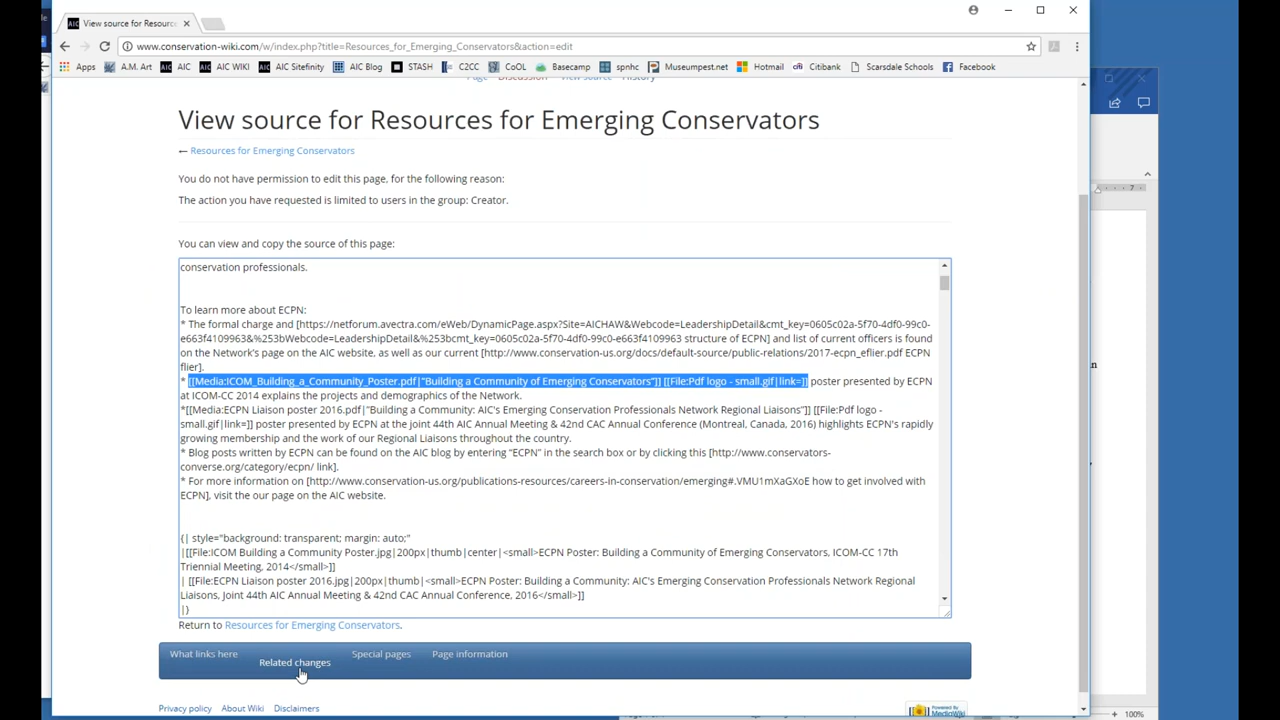 View source for Resour
www.conservation-wiki.com/w/index.php?title=Resources_for_Emerging_Conservators&action=edit
Apps A.M. Art AIC AIC WIKI AIC Sitefinity AIC Blog STASH C2CC CoOL Basecamp spnhc Museumpest.net Hotmail Citibank Scarsdale Schools Facebook
Page Discussion View source History
View source for Resources for Emerging Conservators
← Resources for Emerging Conservators
You do not have permission to edit this page, for the following reason:
The action you have requested is limited to users in the group: Creator.
You can view and copy the source of this page:
conservation professionals.
To learn more about ECPN:
* The formal charge and [https://netforum.avectra.com/eWeb/DynamicPage.aspx?Site=AICHAW&Webcode=LeadershipDetail&cmt_key=0605c02a-5f70-4df0-99c0-
e663f4109963&%253bWebcode=LeadershipDetail&%253bcmt_key=0605c02a-5f70-4df0-99c0-e663f4109963 structure of ECPN] and list of current officers is found
on the Network's page on the AIC website, as well as our current [http://www.conservation-us.org/docs/default-source/public-relations/2017-ecpn_eflier.pdf ECPN
flier].
* [[Media:ICOM_Building_a_Community_Poster.pdf|"Building a Community of Emerging Conservators"]] [[File:Pdf logo - small.gif|link=]] poster presented by ECPN
at ICOM-CC 2014 explains the projects and demographics of the Network.
*[[Media:ECPN Liaison poster 2016.pdf|"Building a Community: AIC's Emerging Conservation Professionals Network Regional Liaisons"]] [[File:Pdf logo -
small.gif|link=]] poster presented by ECPN at the joint 44th AIC Annual Meeting & 42nd CAC Annual Conference (Montreal, Canada, 2016) highlights ECPN's rapidly
growing membership and the work of our Regional Liaisons throughout the country.
* Blog posts written by ECPN can be found on the AIC blog by entering “ECPN” in the search box or by clicking this [http://www.conservators-
converse.org/category/ecpn/ link].
* For more information on [http://www.conservation-us.org/publications-resources/careers-in-conservation/emerging#.VMU1mXaGXoE how to get involved with
ECPN], visit the our page on the AIC website.
{| style="background: transparent; margin: auto;"
|[[File:ICOM Building a Community Poster.jpg|200px|thumb|center|<small>ECPN Poster: Building a Community of Emerging Conservators, ICOM-CC 17th
Triennial Meeting, 2014</small>]]
| [[File:ECPN Liaison poster 2016.jpg|200px|thumb|<small>ECPN Poster: Building a Community: AIC's Emerging Conservation Professionals Network Regional
Liaisons, Joint 44th AIC Annual Meeting & 42nd CAC Annual Conference, 2016</small>]]
|}
Return to Resources for Emerging Conservators.
What links here Related changes Special pages Page information
Privacy policy About Wiki Disclaimers
Powered By
MediaWiki
7
100%